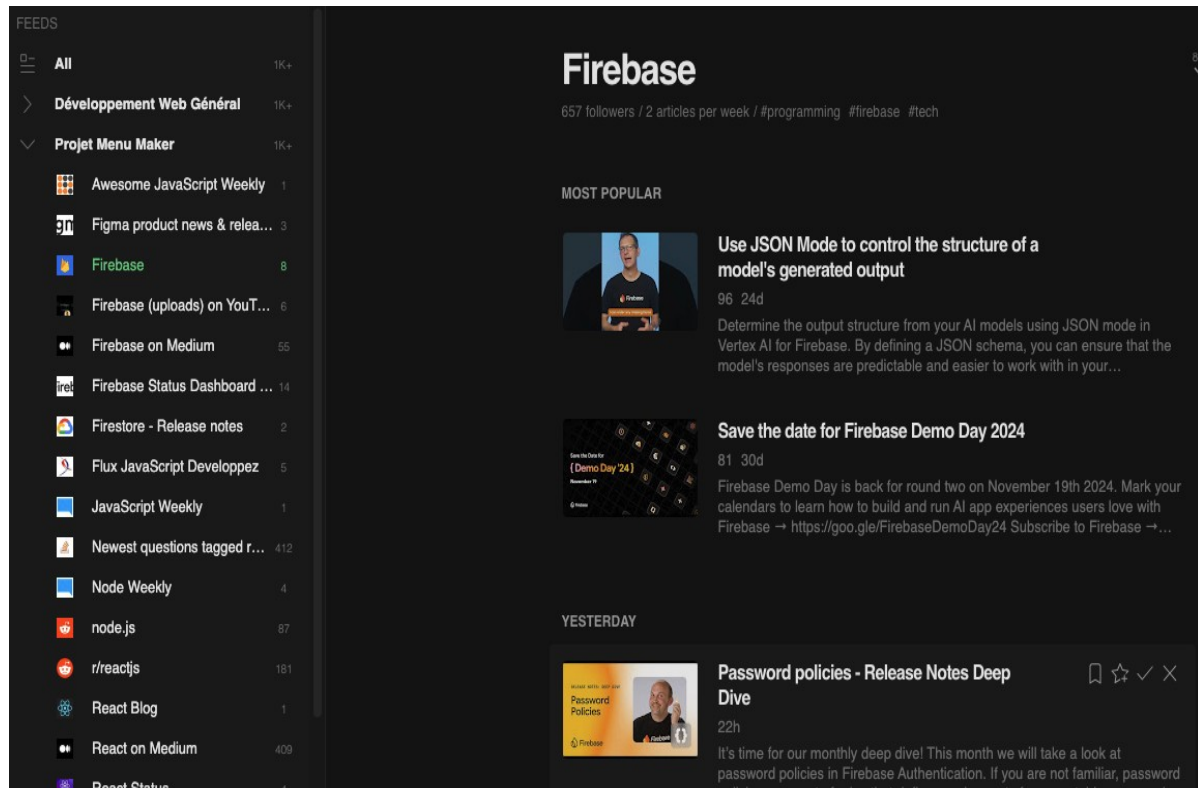 FEEDS
All 1K+
Développement Web Général 1K+
Projet Menu Maker 1K+
Awesome JavaScript Weekly 1
Figma product news & relea... 3
Firebase 8
Firebase (uploads) on YouT... 6
Firebase on Medium 55
Firebase Status Dashboard ... 14
Firestore - Release notes 2
Flux JavaScript Developpez 5
JavaScript Weekly 1
Newest questions tagged r... 412
Node Weekly 4
node.js 87
r/reactjs 181
React Blog 1
React on Medium 409
React Status
Firebase
657 followers / 2 articles per week / #programming #firebase #tech
MOST POPULAR
Firebase
Use JSON Mode to control the structure of a
model's generated output
96 24d
Determine the output structure from your AI models using JSON mode in
Vertex AI for Firebase. By defining a JSON schema, you can ensure that the
model's responses are predictable and easier to work with in your...
Save the Date for
{ Demo Day '24 }
November 19
Firebase
Save the date for Firebase Demo Day 2024
81 30d
Firebase Demo Day is back for round two on November 19th 2024. Mark your
calendars to learn how to build and run AI app experiences users love with
Firebase → https://goo.gle/FirebaseDemoDay24 Subscribe to Firebase →...
YESTERDAY
RELEASE NOTES DEEP DIVE
Password
Policies
Firebase
Firebase
Password policies - Release Notes Deep
Dive
22h
It's time for our monthly deep dive! This month we will take a look at
password policies in Firebase Authentication. If you are not familiar, password